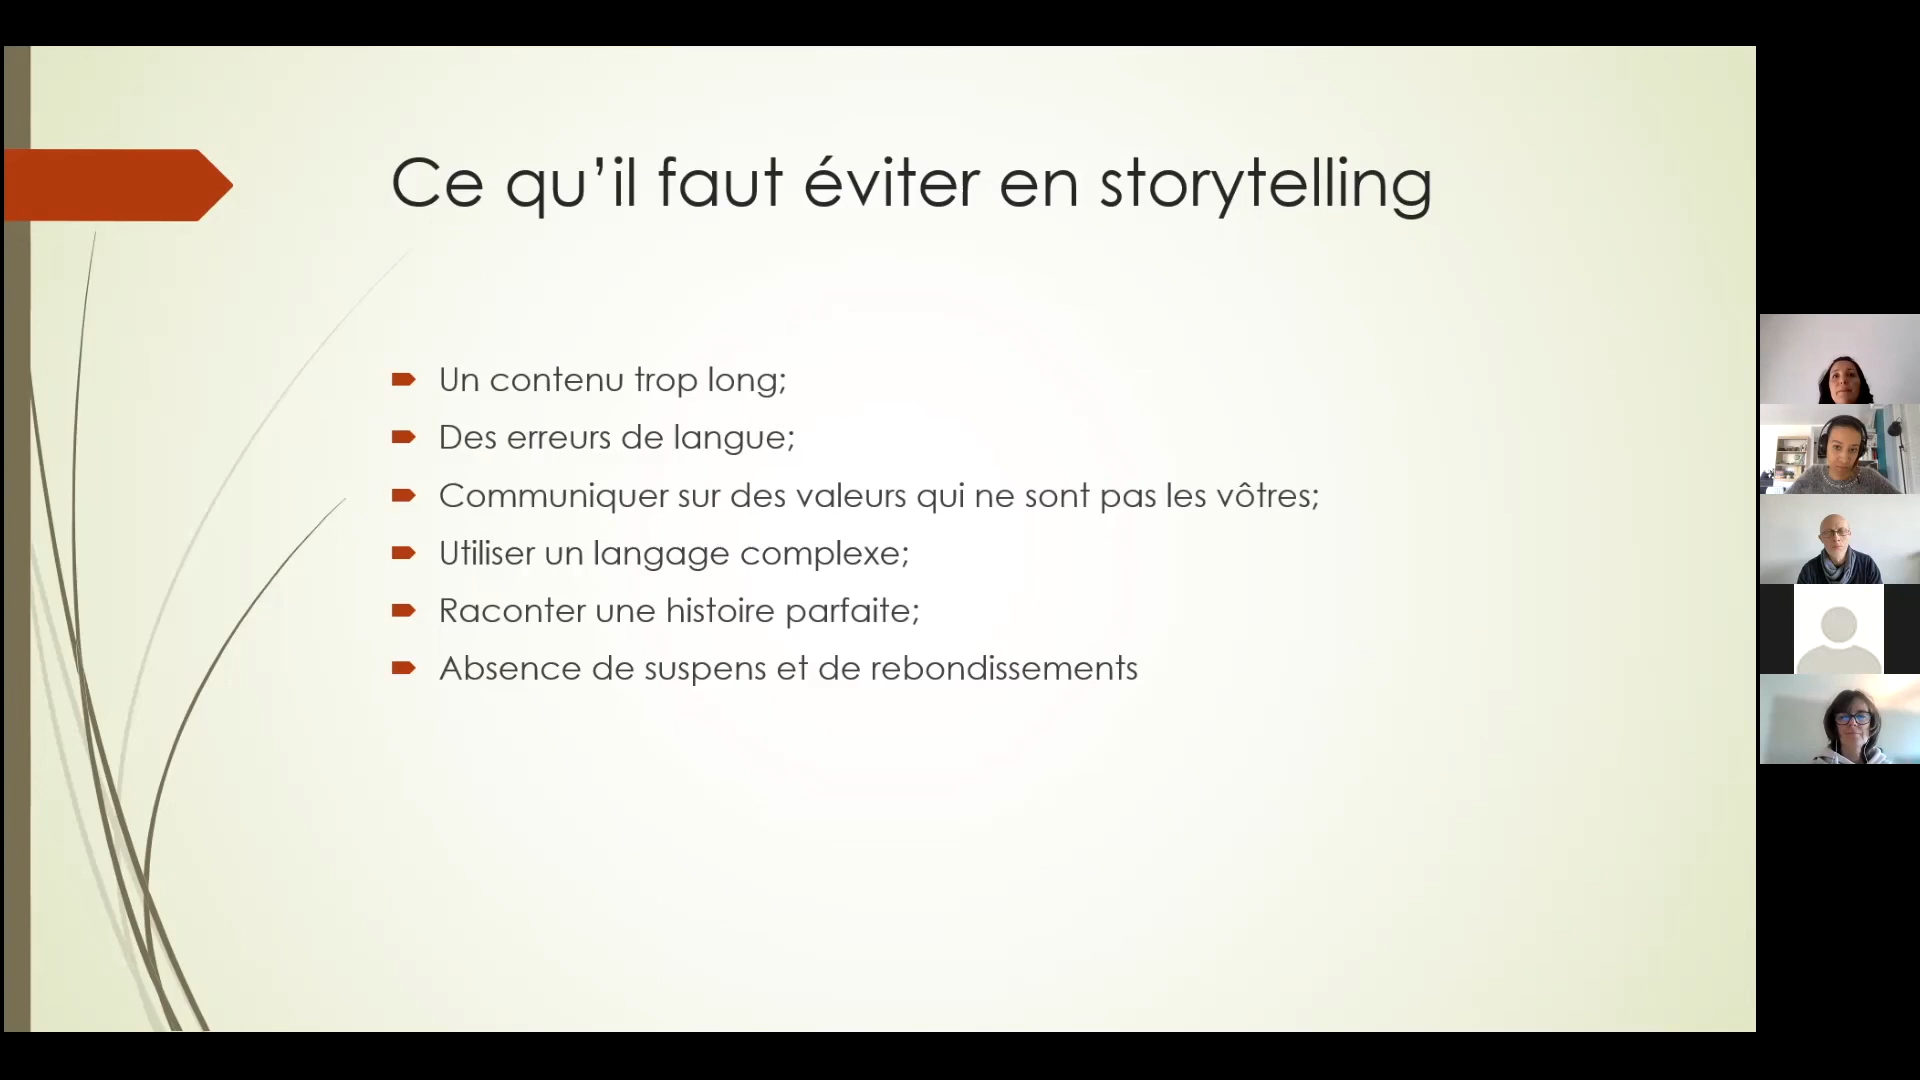 Ce qu’il faut éviter en storytelling
Un contenu trop long;
Des erreurs de langue;
Communiquer sur des valeurs qui ne sont pas les vôtres;
Utiliser un langage complexe;
Raconter une histoire parfaite;
Absence de suspens et de rebondissements